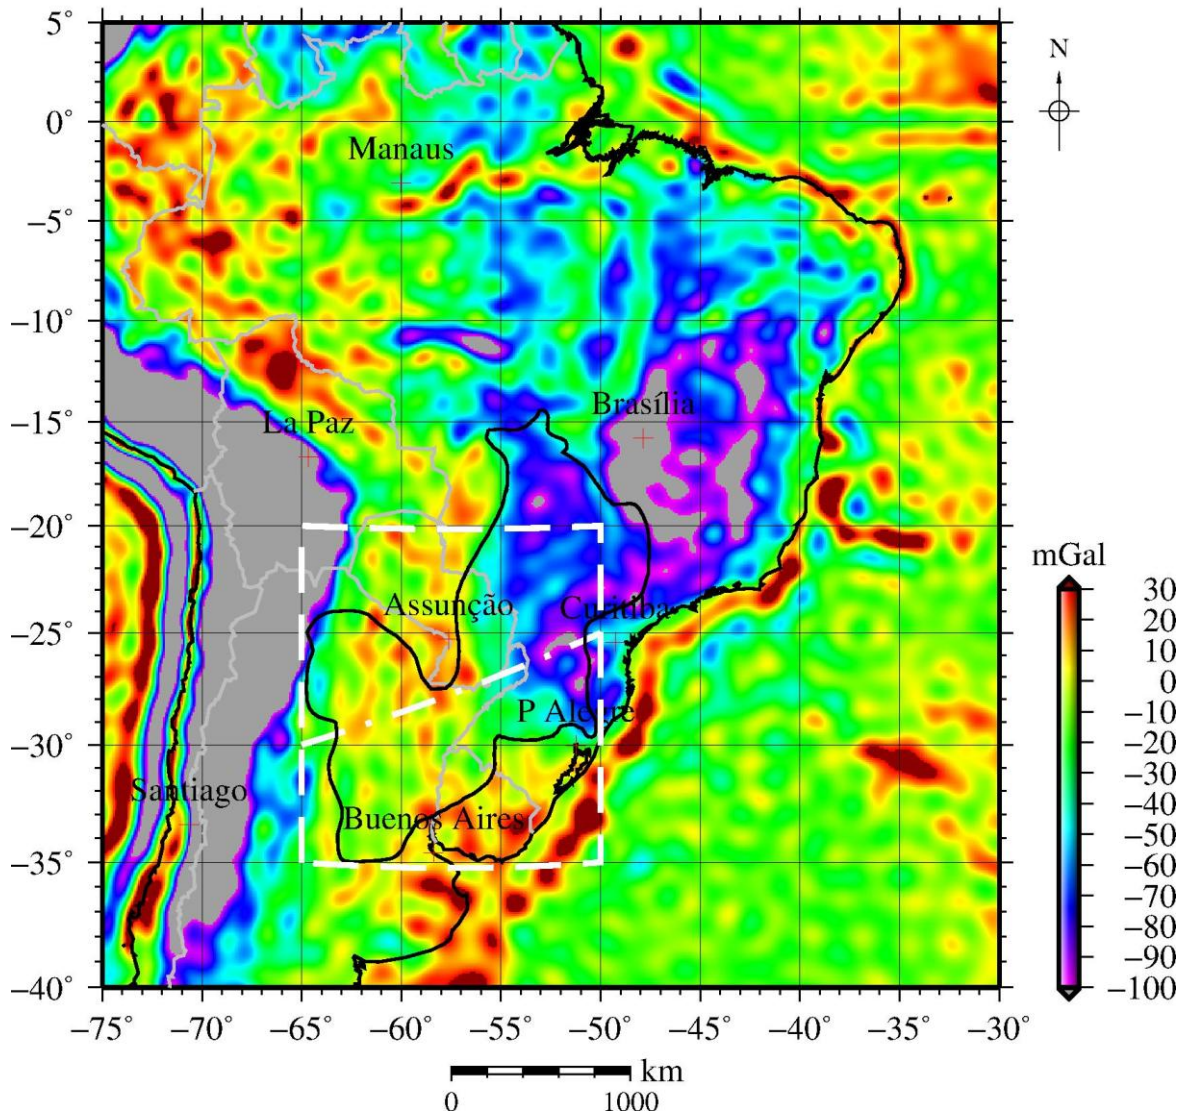 5°
0°
−5°
−10°
−15°
−20°
−25°
−30°
−35°
−40°
−75° −70° −65° −60° −55° −50° −45° −40° −35° −30°
Manaus
Brasília
La Paz
Assunção
Curitiba
P Alegre
Santiago
Buenos Aires
N
mGal
30
20
10
0
−10
−20
−30
−40
−50
−60
−70
−80
−90
−100
km
0 1000